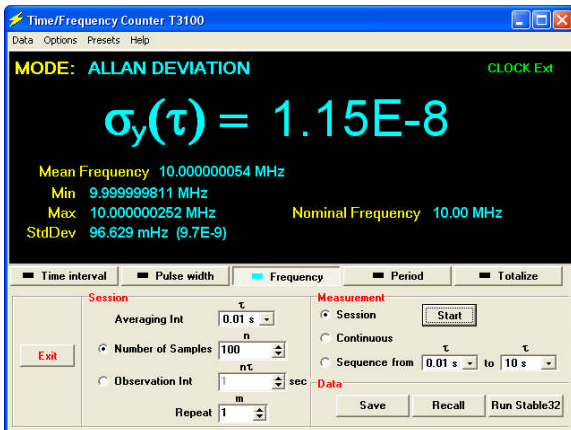 Time/Frequency Counter T3100
Data Options Presets Help
MODE: ALLAN DEVIATION CLOCK Ext
σy(τ) = 1.15E-8
Mean Frequency 10.000000054 MHz
Min 9.999999811 MHz
Max 10.000000252 MHz Nominal Frequency 10.00 MHz
StdDev 96.629 mHz (9.7E-9)
Time interval Pulse width Frequency Period Totalize
Session
τ
Averaging Int 0.01 s
n
Number of Samples 100
nτ
Observation Int 1 sec
m
Repeat 1
Exit
Measurement
Session Start
Continuous
τ τ
Sequence from 0.01 s to 10 s
Data
Save Recall Run Stable32